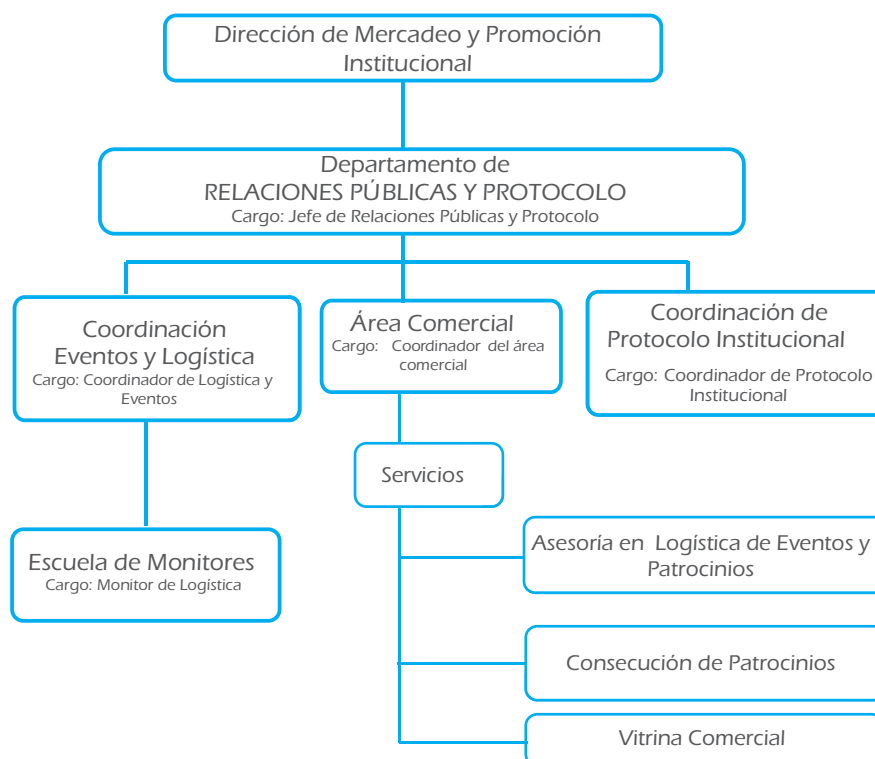 Dirección de Mercadeo y Promoción
Institucional
Departamento de
RELACIONES PÚBLICAS Y PROTOCOLO
Cargo: Jefe de Relaciones Públicas y Protocolo
Coordinación
Eventos y Logística
Cargo: Coordinador de Logística y
Eventos
Área Comercial
Cargo: Coordinador del área
comercial
Coordinación de
Protocolo Institucional
Cargo: Coordinador de Protocolo
Institucional
Servicios
Escuela de Monitores
Cargo: Monitor de Logística
Asesoría en Logística de Eventos y
Patrocinios
Consecución de Patrocinios
Vitrina Comercial